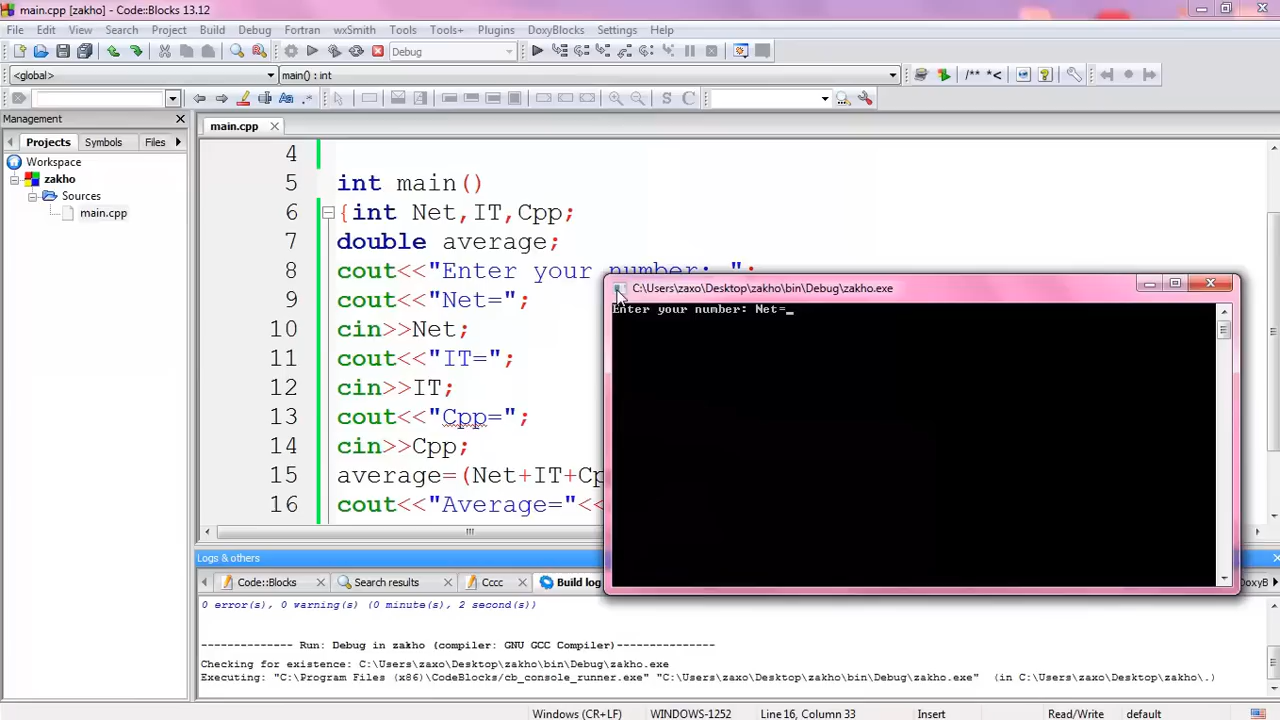 main.cpp [zakho] - Code::Blocks 13.12
File Edit View Search Project Build Debug Fortran wxSmith Tools Tools+ Plugins DoxyBlocks Settings Help
Debug
<global> main() : int
/** *<
Management
main.cpp
Projects Symbols Files
Workspace
zakho
Sources
main.cpp
4
5 int main()
6 {int Net,IT,Cpp;
7 double average;
8 cout<<"Enter your number: ";
9 cout<<"Net=";
10 cin>>Net;
11 cout<<"IT=";
12 cin>>IT;
13 cout<<"Cpp=";
14 cin>>Cpp;
15 average=(Net+IT+Cp
16 cout<<"Average="<<
C:\Users\zaxo\Desktop\zakho\bin\Debug\zakho.exe
Enter your number: Net=_
Logs & others
Code::Blocks Search results Cccc Build log DoxyB
0 error(s), 0 warning(s) (0 minute(s), 2 second(s))
-------------- Run: Debug in zakho (compiler: GNU GCC Compiler)---------------
Checking for existence: C:\Users\zaxo\Desktop\zakho\bin\Debug\zakho.exe
Executing: "C:\Program Files (x86)\CodeBlocks/cb_console_runner.exe" "C:\Users\zaxo\Desktop\zakho\bin\Debug\zakho.exe" (in C:\Users\zaxo\Desktop\zakho\.)
Windows (CR+LF) WINDOWS-1252 Line 16, Column 33 Insert Read/Write default